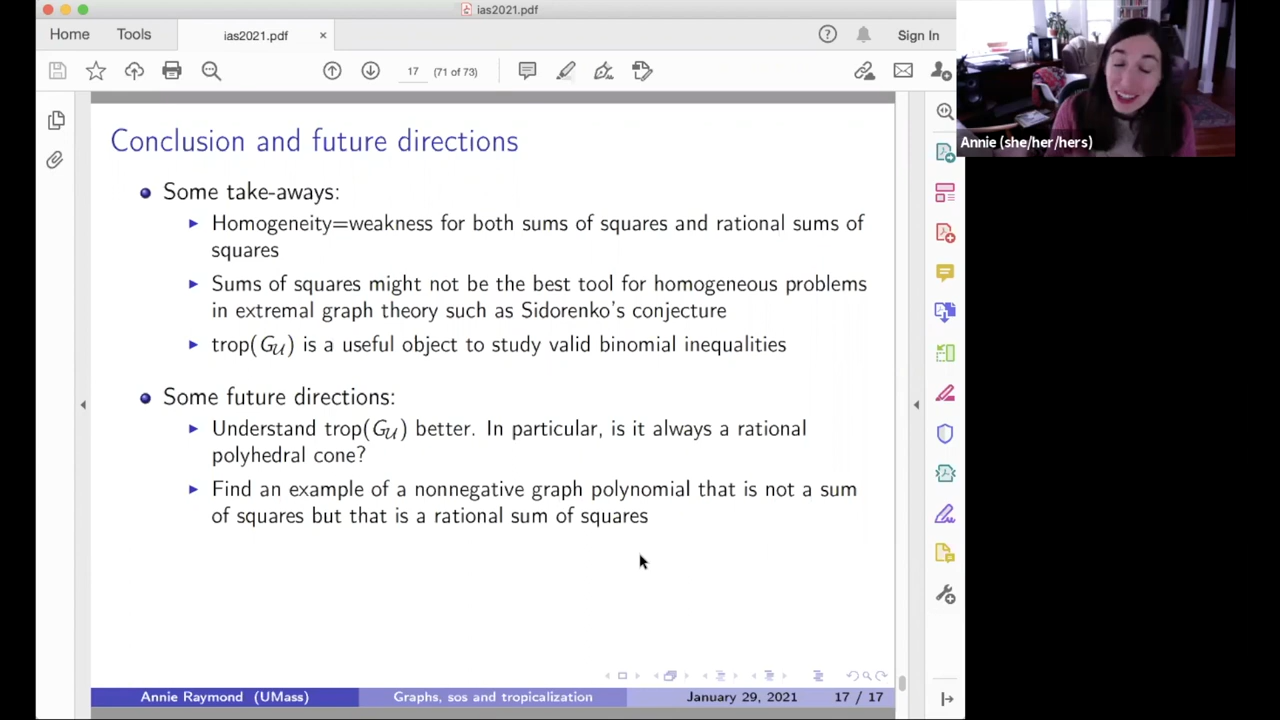 ias2021.pdf
Home
Tools
ias2021.pdf
×
?
Sign In
17
(71 of 73)
Annie (she/her/hers)
Conclusion and future directions
Some take-aways:
Homogeneity=weakness for both sums of squares and rational sums of
squares
Sums of squares might not be the best tool for homogeneous problems
in extremal graph theory such as Sidorenko's conjecture
trop(G𝒰) is a useful object to study valid binomial inequalities
Some future directions:
Understand trop(G𝒰) better. In particular, is it always a rational
polyhedral cone?
Find an example of a nonnegative graph polynomial that is not a sum
of squares but that is a rational sum of squares
Annie Raymond (UMass)
Graphs, sos and tropicalization
January 29, 2021
17 / 17